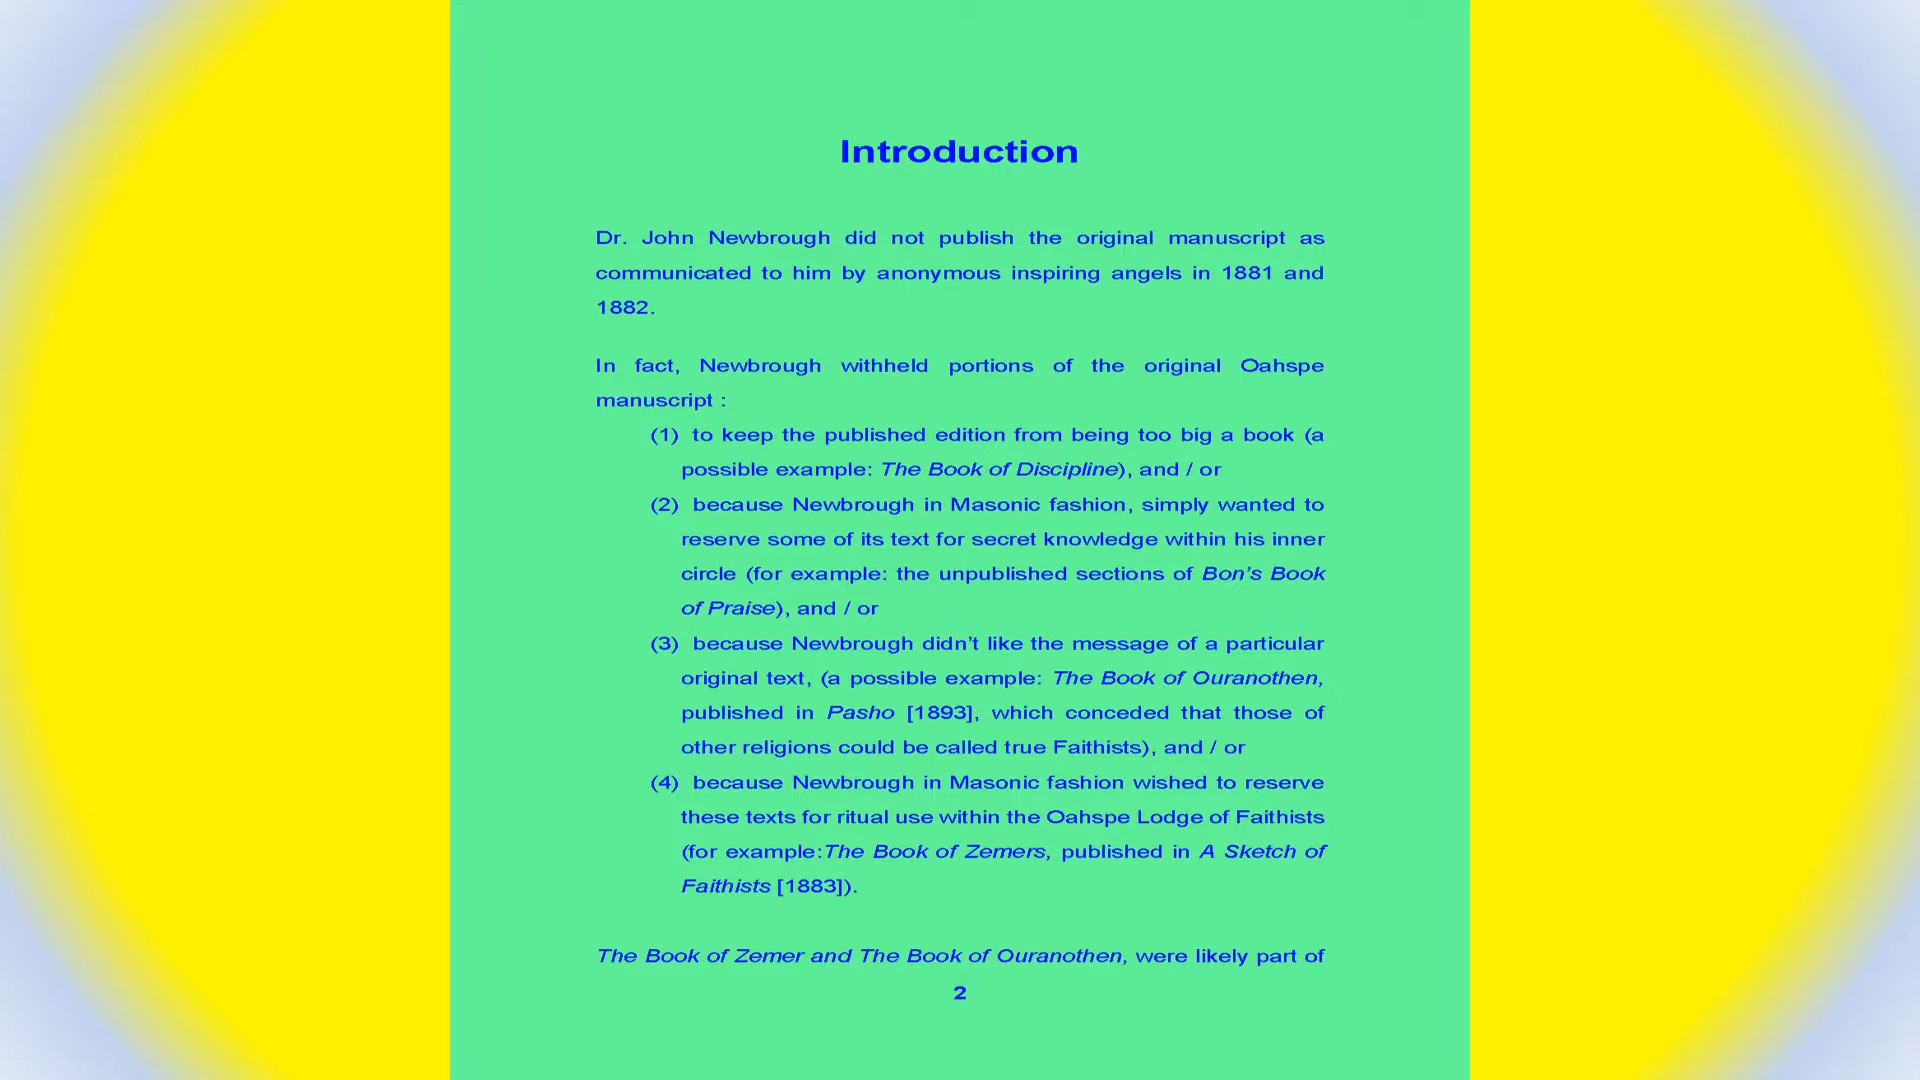 Introduction
Dr. John Newbrough did not publish the original manuscript as
communicated to him by anonymous inspiring angels in 1881 and
1882.
In fact, Newbrough withheld portions of the original Oahspe
manuscript :
(1) to keep the published edition from being too big a book (a
possible example: The Book of Discipline), and / or
(2) because Newbrough in Masonic fashion, simply wanted to
reserve some of its text for secret knowledge within his inner
circle (for example: the unpublished sections of Bon’s Book
of Praise), and / or
(3) because Newbrough didn’t like the message of a particular
original text, (a possible example: The Book of Ouranothen,
published in Pasho [1893], which conceded that those of
other religions could be called true Faithists), and / or
(4) because Newbrough in Masonic fashion wished to reserve
these texts for ritual use within the Oahspe Lodge of Faithists
(for example:The Book of Zemers, published in A Sketch of
Faithists [1883]).
The Book of Zemer and The Book of Ouranothen, were likely part of
2